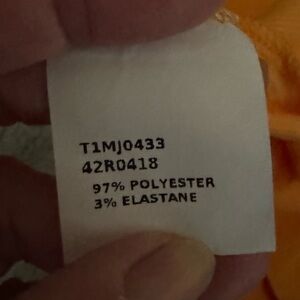 T1MJ0433
42R0418
97% POLYESTER
3% ELASTANE